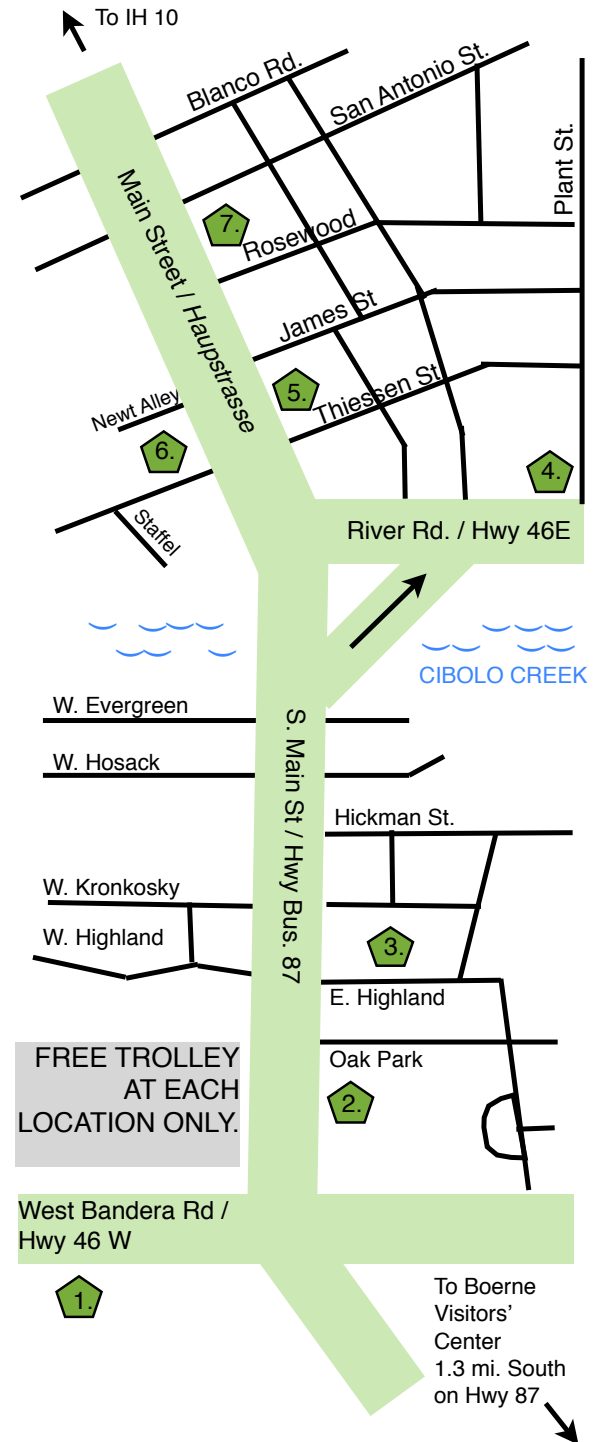 To IH 10
Blanco Rd.
San Antonio St.
Plant St.
Main Street / Haupstrasse
7.
Rosewood
James St
Newt Alley
5.
Thiessen St.
6.
4.
Staffel
River Rd. / Hwy 46E
CIBOLO CREEK
W. Evergreen
S. Main St / Hwy Bus. 87
W. Hosack
Hickman St.
W. Kronkosky
W. Highland
3.
E. Highland
FREE TROLLEY
AT EACH
LOCATION ONLY.
Oak Park
2.
West Bandera Rd /
Hwy 46 W
1.
To Boerne
Visitors’
Center
1.3 mi. South
on Hwy 87